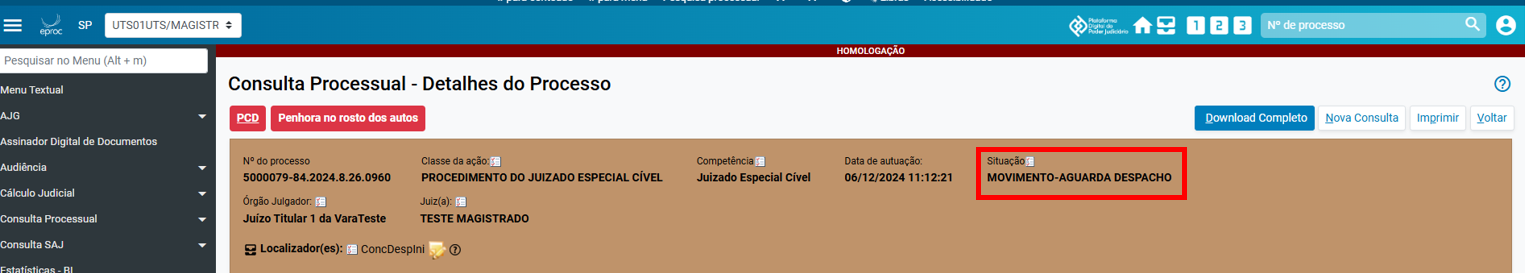 eproc
SP
UTS01UTS/MAGISTR
Plataforma
Digital do
Poder Judiciário
1 2 3
Nº de processo
HOMOLOGAÇÃO
Pesquisar no Menu (Alt + m)
Menu Textual
AJG
Assinador Digital de Documentos
Audiência
Cálculo Judicial
Consulta Processual
Consulta SAJ
Estatísticas - BI
Consulta Processual - Detalhes do Processo
?
PCD
Penhora no rosto dos autos
Download Completo
Nova Consulta
Imprimir
Voltar
Nº do processo
Classe da ação:
Competência
Data de autuação:
Situação
5000079-84.2024.8.26.0960
PROCEDIMENTO DO JUIZADO ESPECIAL CÍVEL
Juizado Especial Cível
06/12/2024 11:12:21
MOVIMENTO-AGUARDA DESPACHO
Órgão Julgador:
Juiz(a):
Juízo Titular 1 da VaraTeste
TESTE MAGISTRADO
Localizador(es): ConcDespIni ?